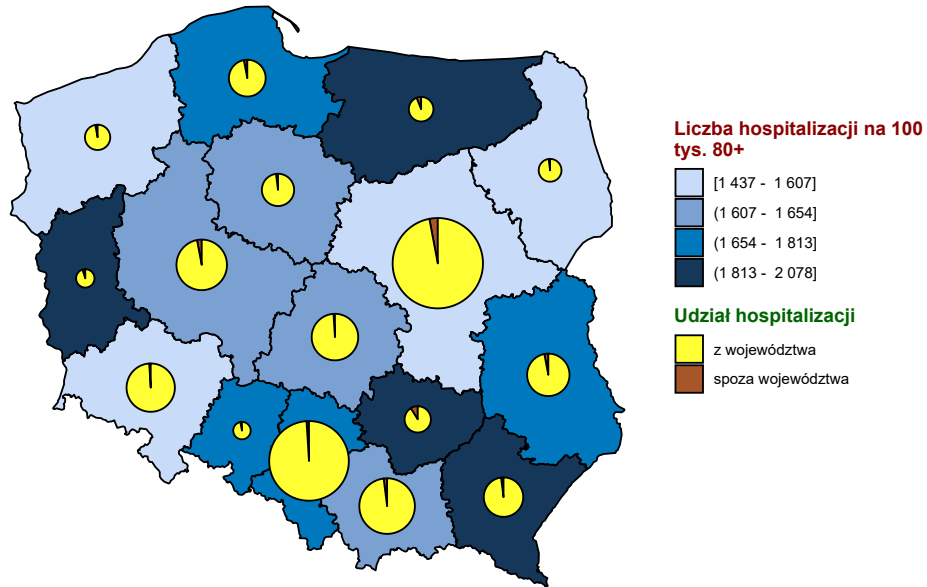 Liczba hospitalizacji na 100
tys. 80+
[1 437 - 1 607]
(1 607 - 1 654]
(1 654 - 1 813]
(1 813 - 2 078]
Udział hospitalizacji
z województwa
spoza województwa